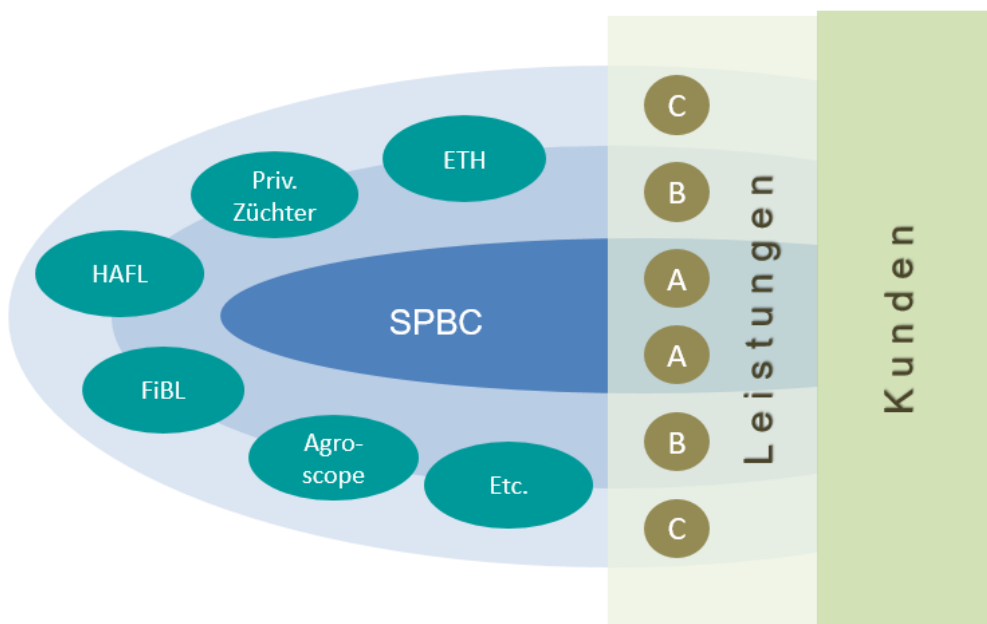 ETH
Priv.
Züchter
HAFL
SPBC
FiBL
Agro-
scope
Etc.
C
B
A
A
B
C
Leistungen
Kunden